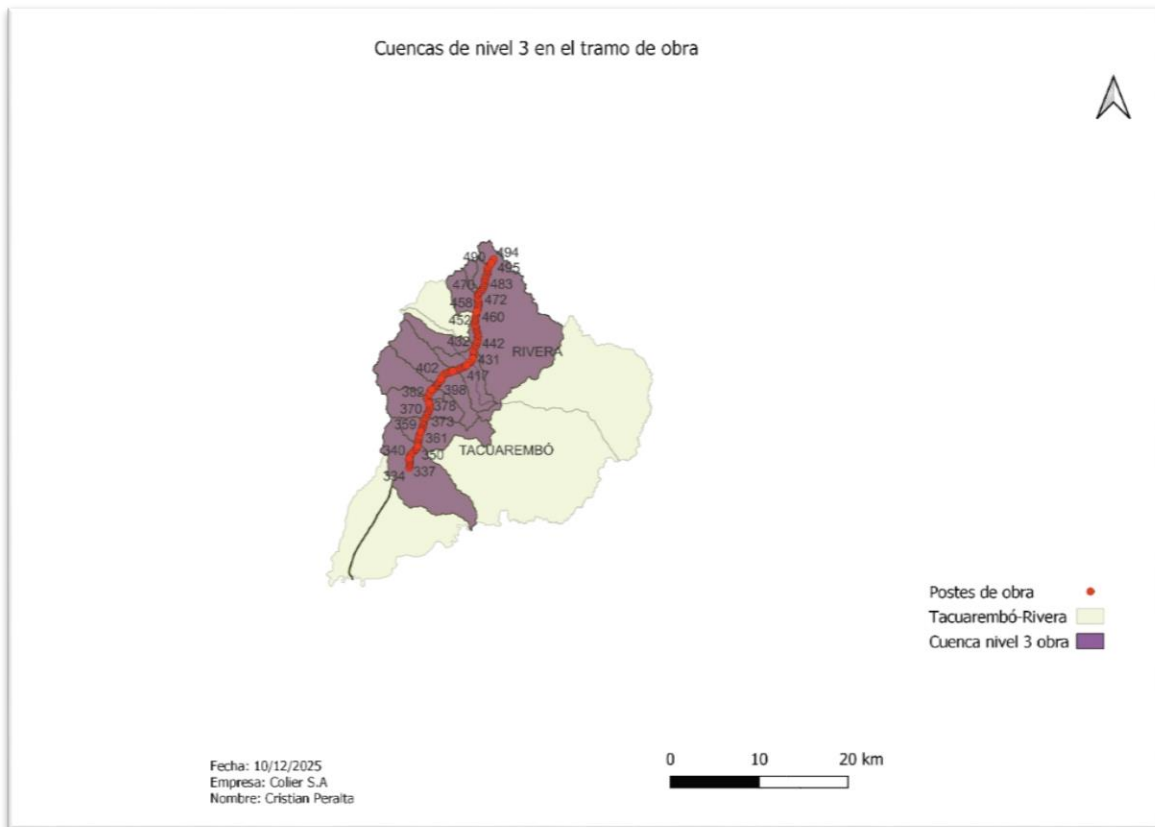 Cuencas de nivel 3 en el tramo de obra
490 494
495
470 483
458 472
452 460
432 442
RIVERA
431
402 417
382 398
370 378
359 373
361
340 350 TACUAREMBÓ
334 337
Postes de obra
Tacuarembó-Rivera
Cuenca nivel 3 obra
0 10 20 km
Fecha: 10/12/2025
Empresa: Colier S.A
Nombre: Cristian Peralta